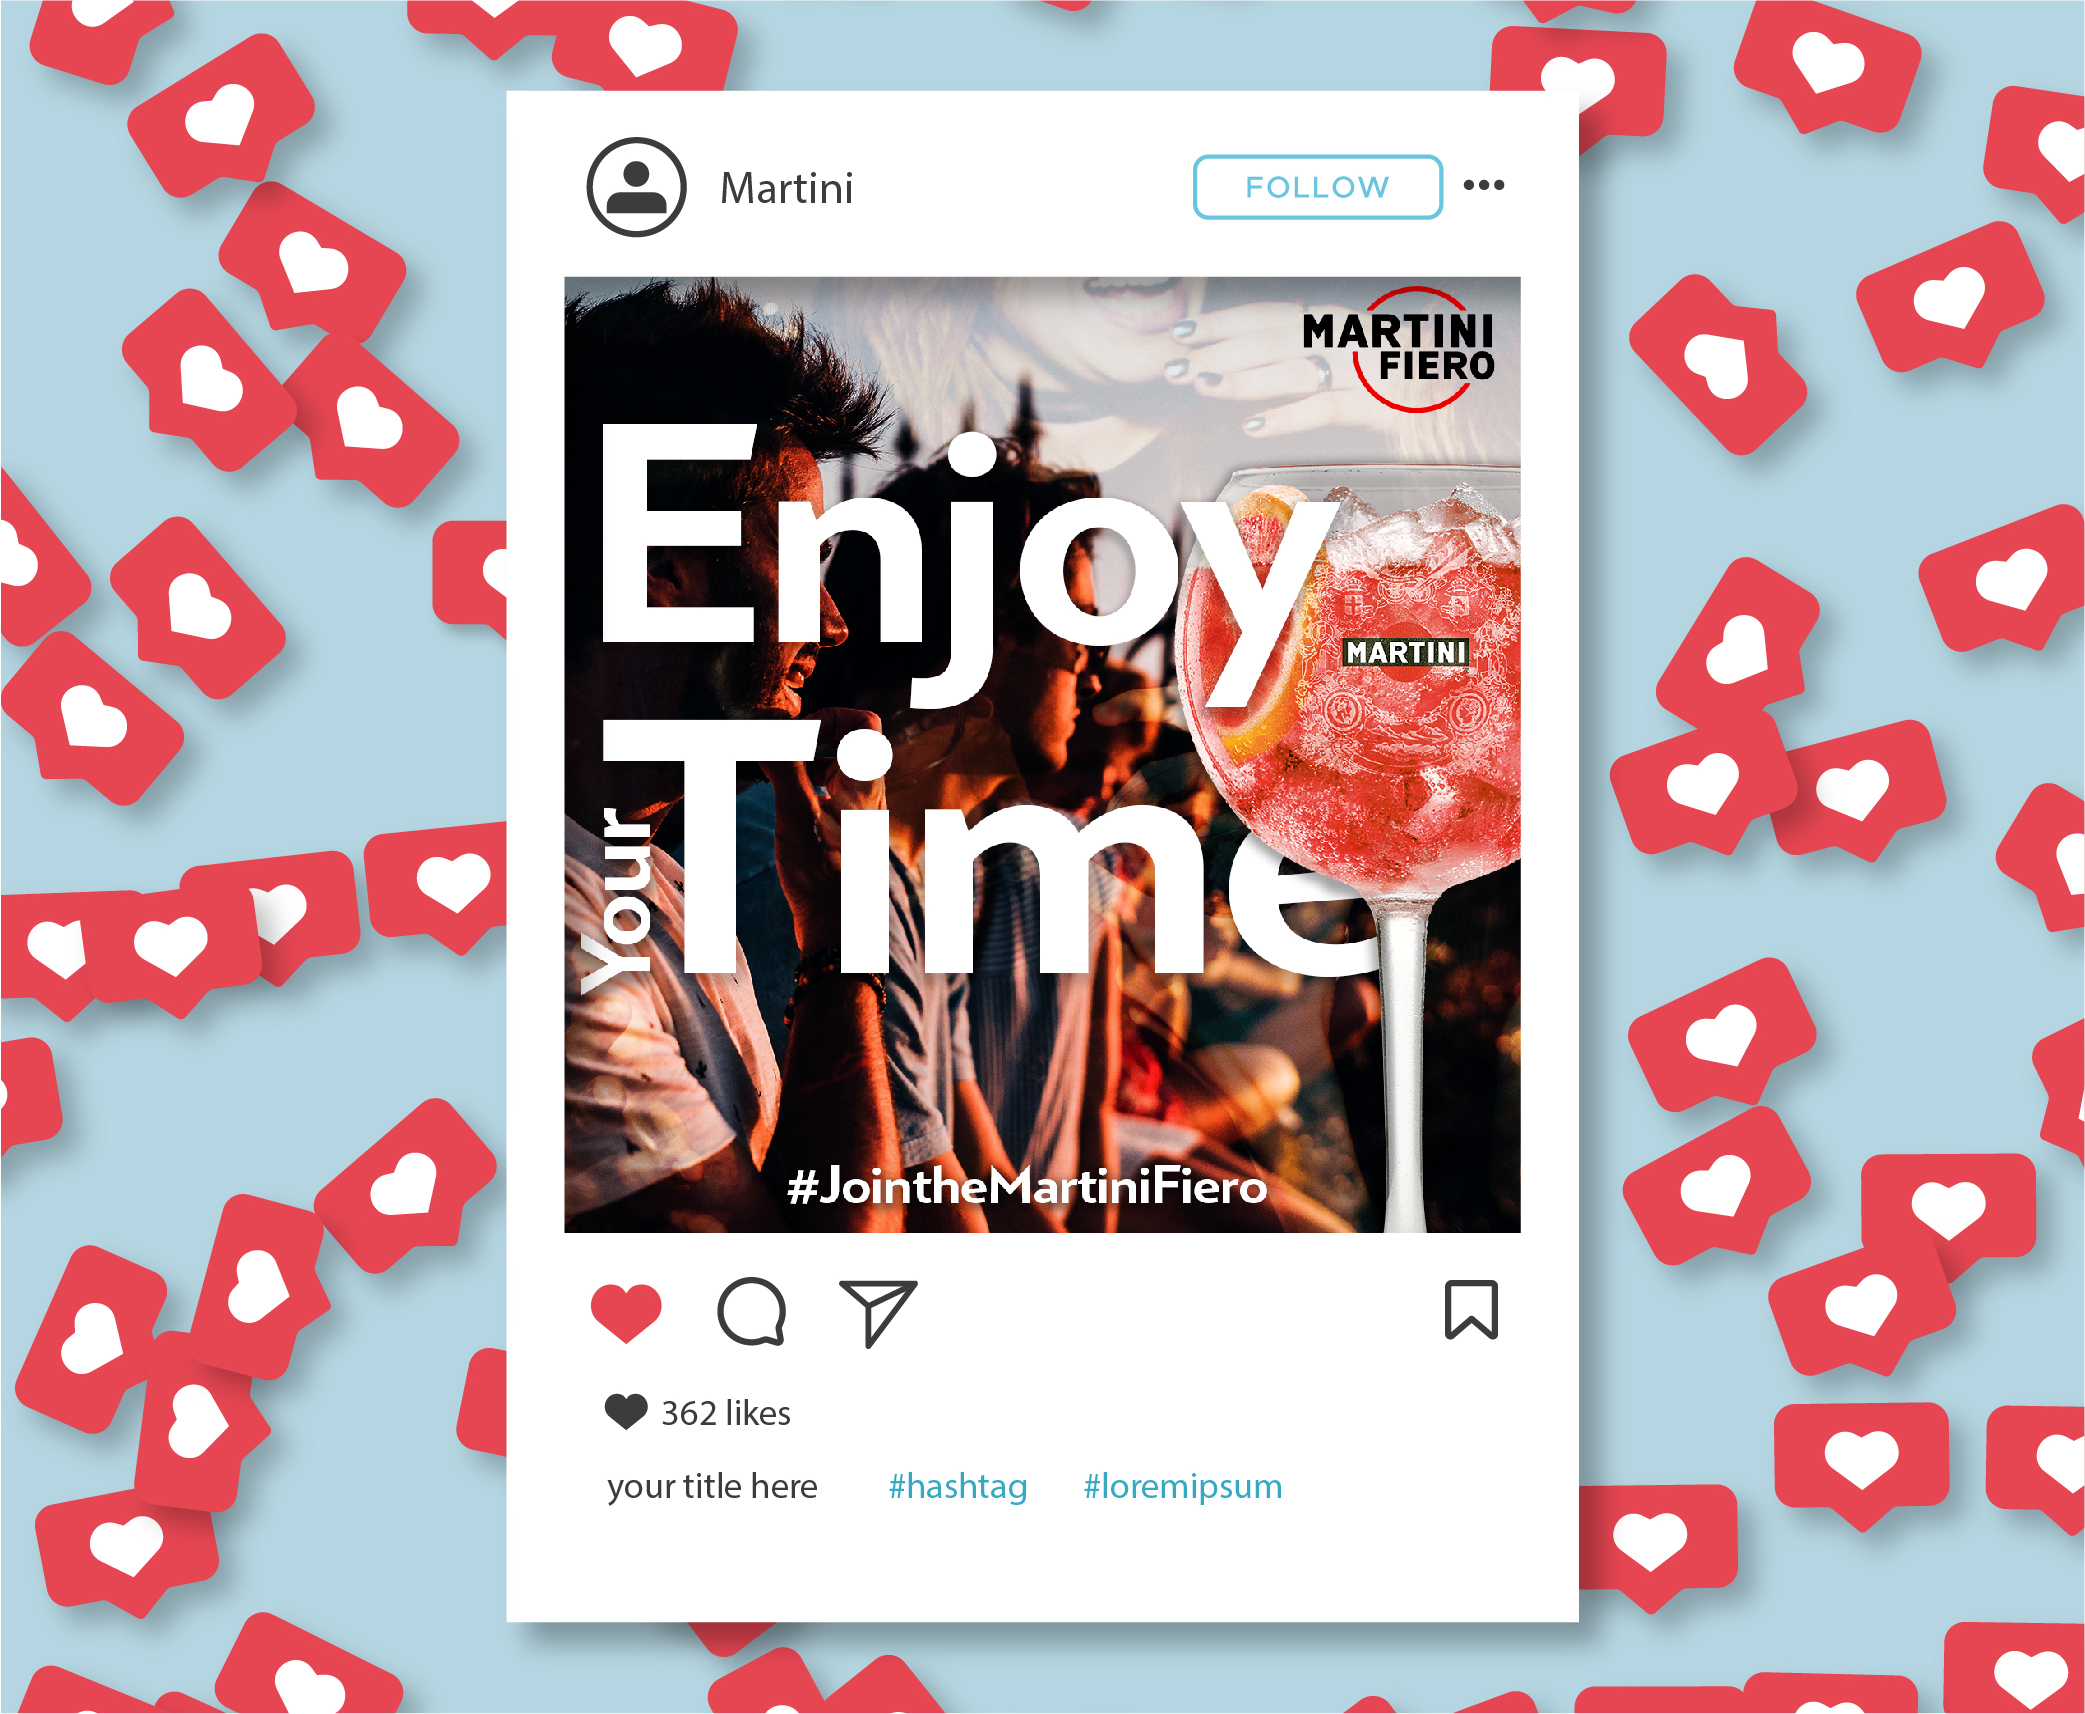 Martini
FOLLOW
MARTINI
FIERO
Enjoy
MARTINI
Your
Time
#JointheMartiniFiero
362 likes
your title here #hashtag #loremipsum